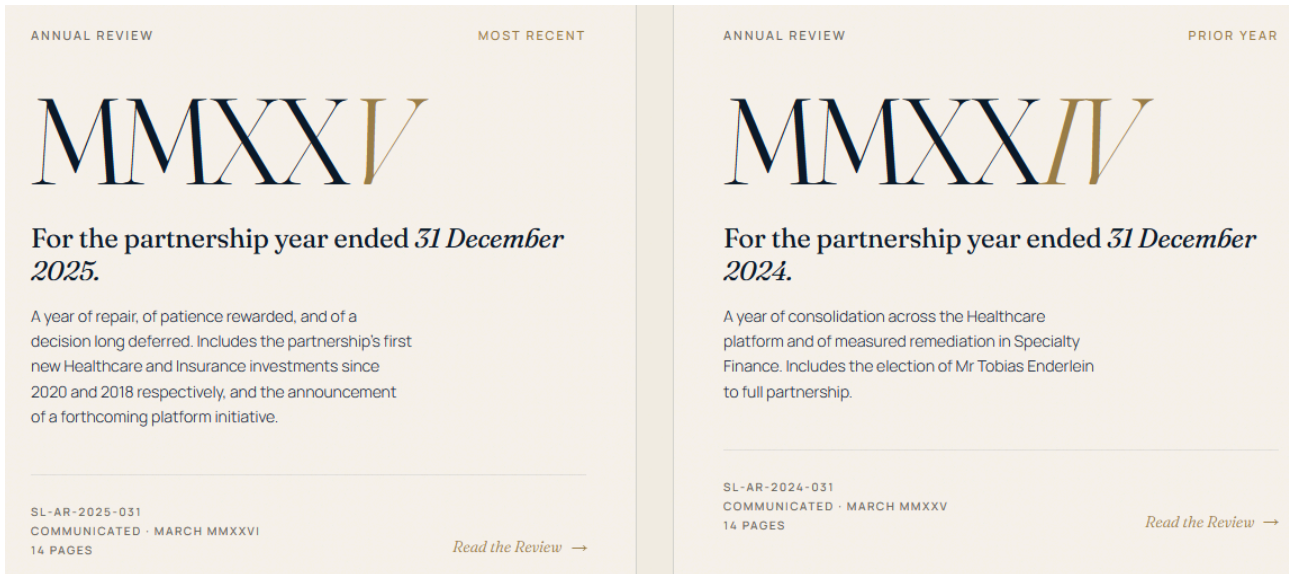 ANNUAL REVIEW
MOST RECENT
MMXXV
For the partnership year ended 31 December
2025.
A year of repair, of patience rewarded, and of a
decision long deferred. Includes the partnership's first
new Healthcare and Insurance investments since
2020 and 2018 respectively, and the announcement
of a forthcoming platform initiative.
SL-AR-2025-031
COMMUNICATED · MARCH MMXXVI
14 PAGES
Read the Review →
ANNUAL REVIEW
PRIOR YEAR
MMXXIV
For the partnership year ended 31 December
2024.
A year of consolidation across the Healthcare
platform and of measured remediation in Specialty
Finance. Includes the election of Mr Tobias Enderlein
to full partnership.
SL-AR-2024-031
COMMUNICATED · MARCH MMXXV
14 PAGES
Read the Review →